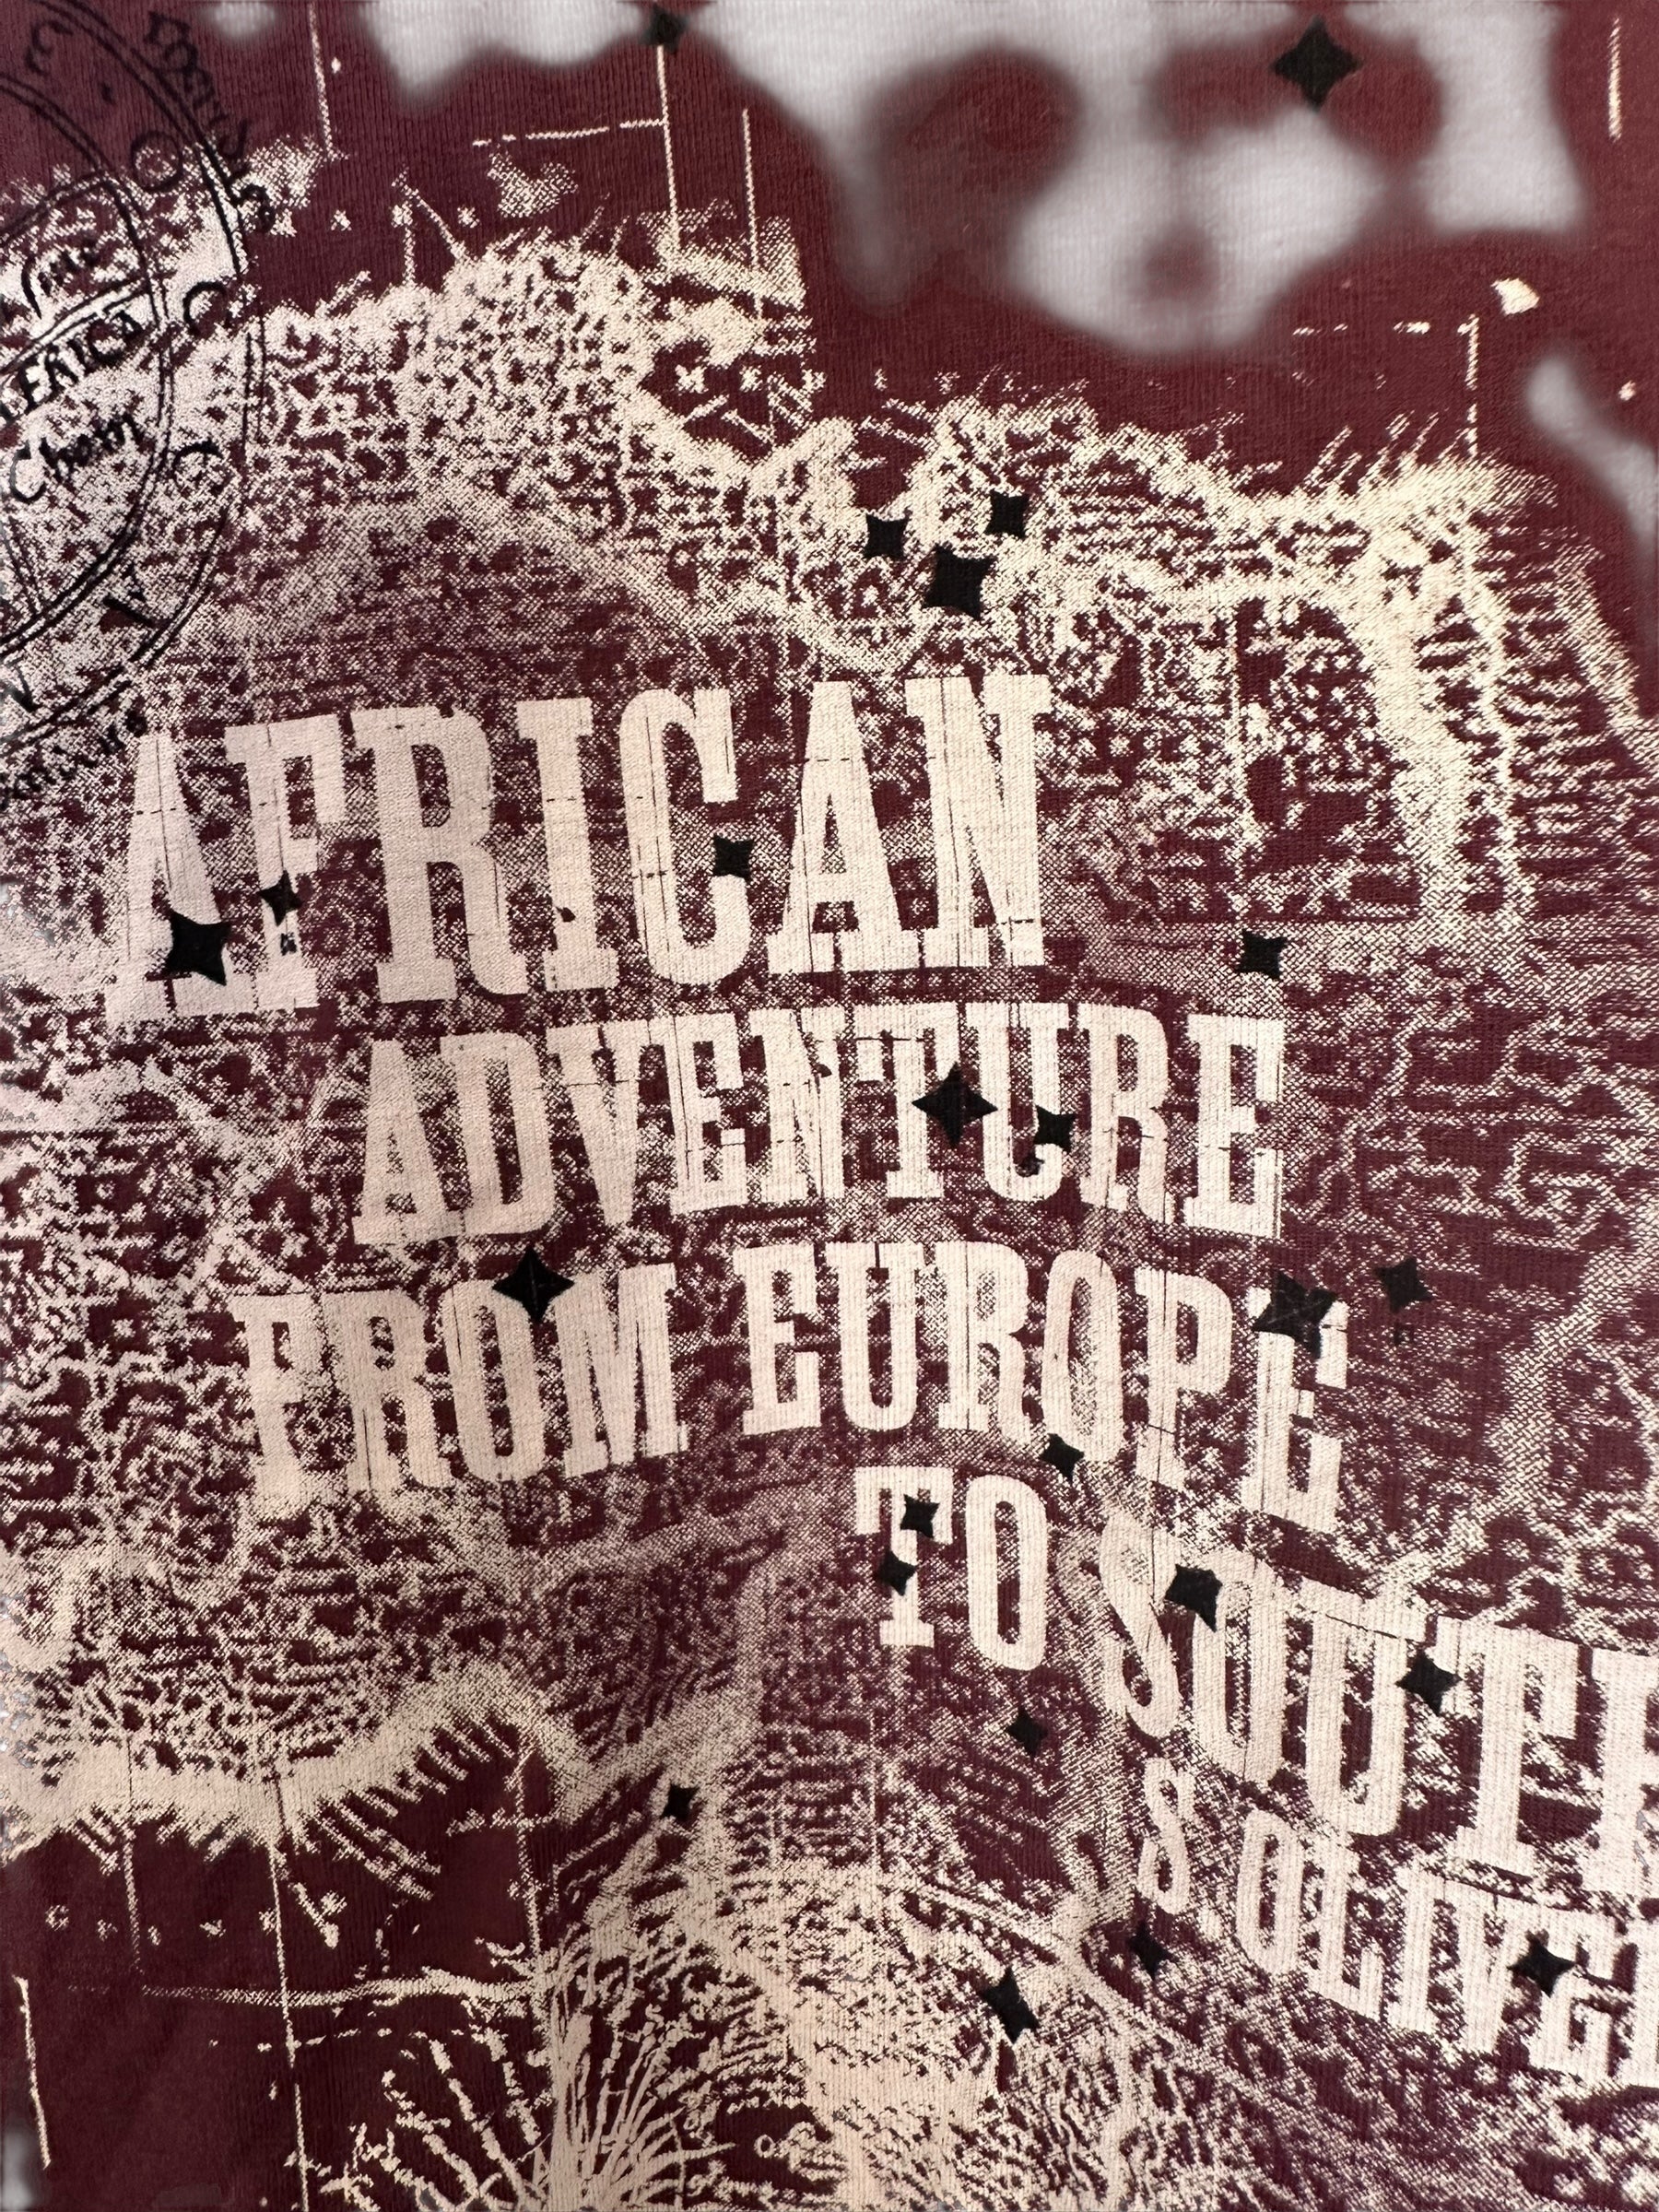 AFRICAN
ADVENTURE
FROM EUROPE
TO SOUTH
S OLIVER